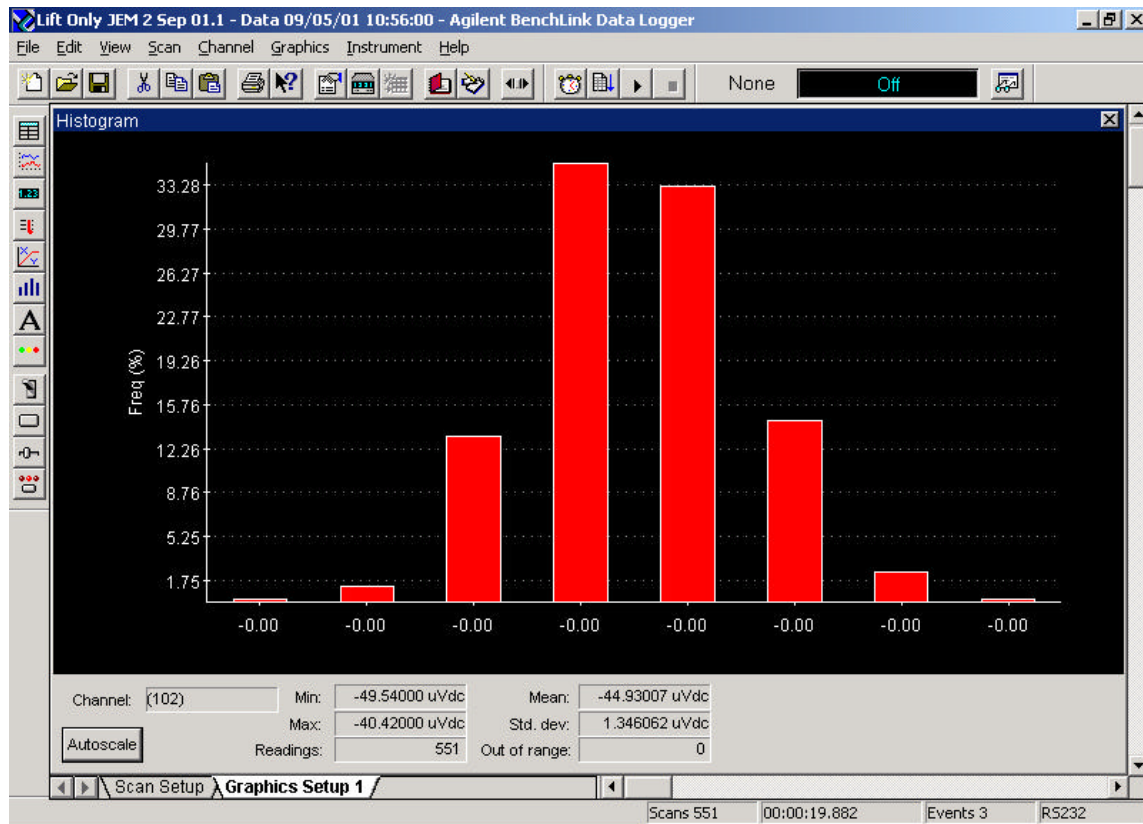 Lift Only JEM 2 Sep 01.1 - Data 09/05/01 10:56:00 - Agilent BenchLink Data Logger
File Edit View Scan Channel Graphics Instrument Help
None Off
Histogram
1.23
X
Y
A
Freq (%)
33.28
29.77
26.27
22.77
19.26
15.76
12.26
8.76
5.25
1.75
-0.00 -0.00 -0.00 -0.00 -0.00 -0.00 -0.00 -0.00
Channel: (102) Min: -49.54000 uVdc Mean: -44.93007 uVdc
Max: -40.42000 uVdc Std. dev: 1.346062 uVdc
Autoscale Readings: 551 Out of range: 0
Scan Setup Graphics Setup 1
Scans 551 00:00:19.882 Events 3 RS232